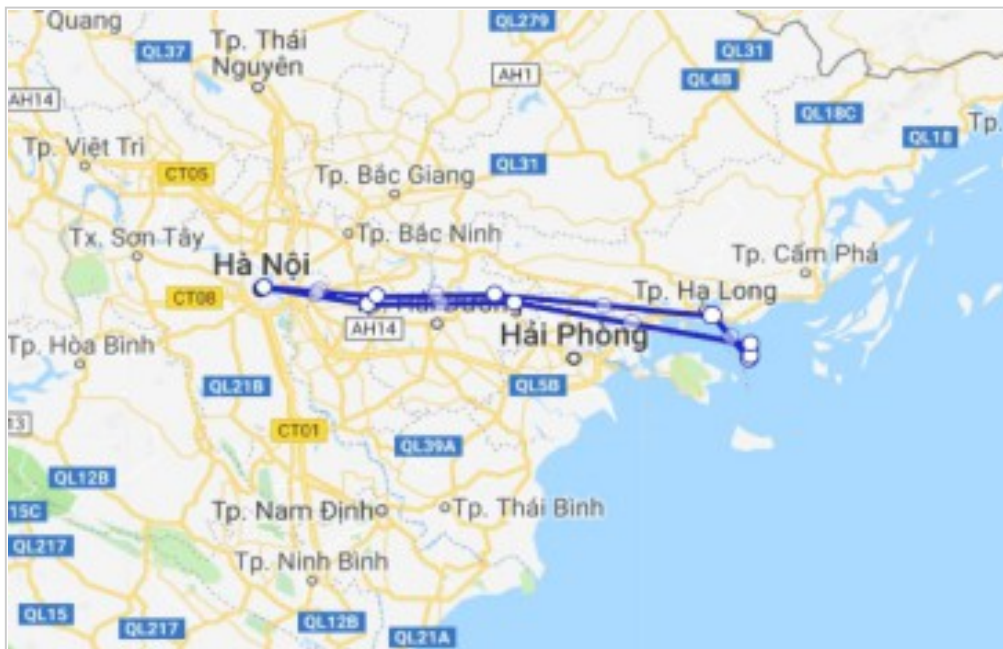 Quang
QL279
QL37
Tp. Thái
Nguyên
QL31
AH1
QL4B
AH14
QL18C
Tp.
QL18
Tp. Việt Trì
QL31
CT05
Tp. Bắc Giang
Tx. Sơn Tây
Tp. Bắc Ninh
Tp. Cẩm Phả
Hà Nội
CT08
Tp. Hạ Long
AH14
Hải Phòng
Tp. Hòa Bình
QL21B
QL5B
13
CT01
QL39A
QL12B
15C
Tp. Nam Định
Tp. Thái Bình
QL217
Tp. Ninh Bình
QL15
QL217
QL12B
QL21A